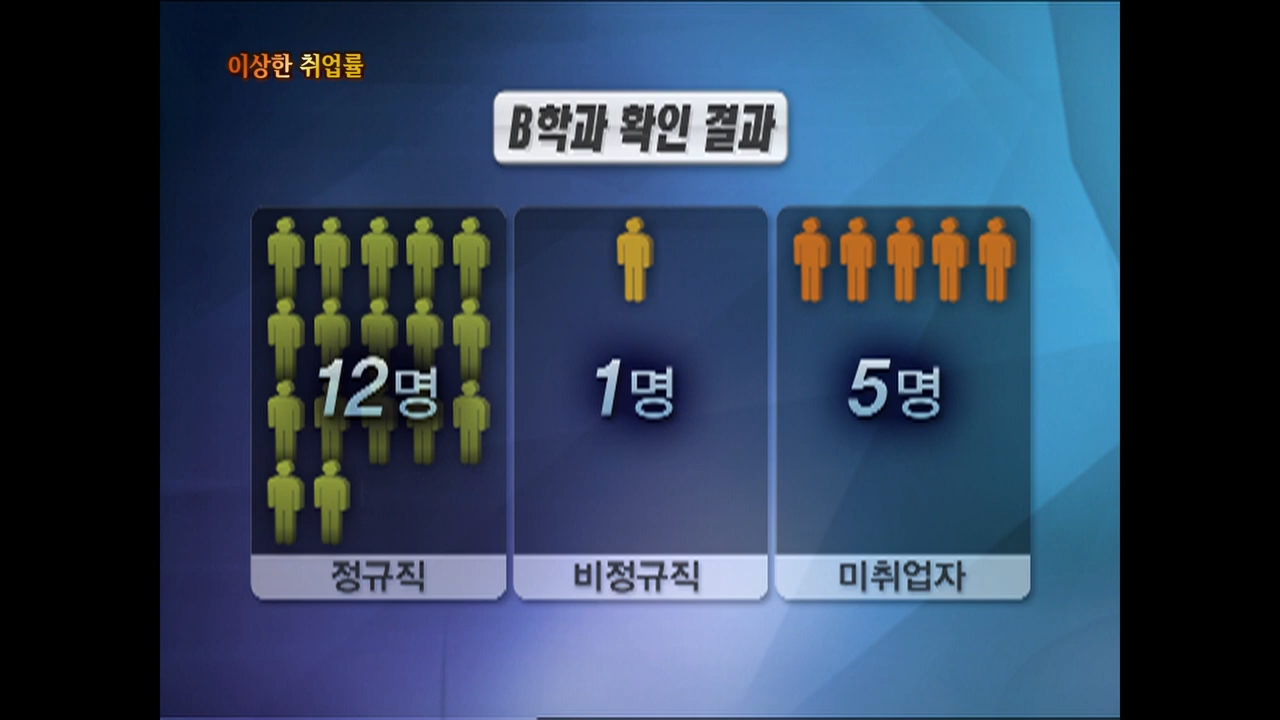 이상한 취업률
B학과 확인 결과
12명
1명
5명
정규직
비정규직
미취업자